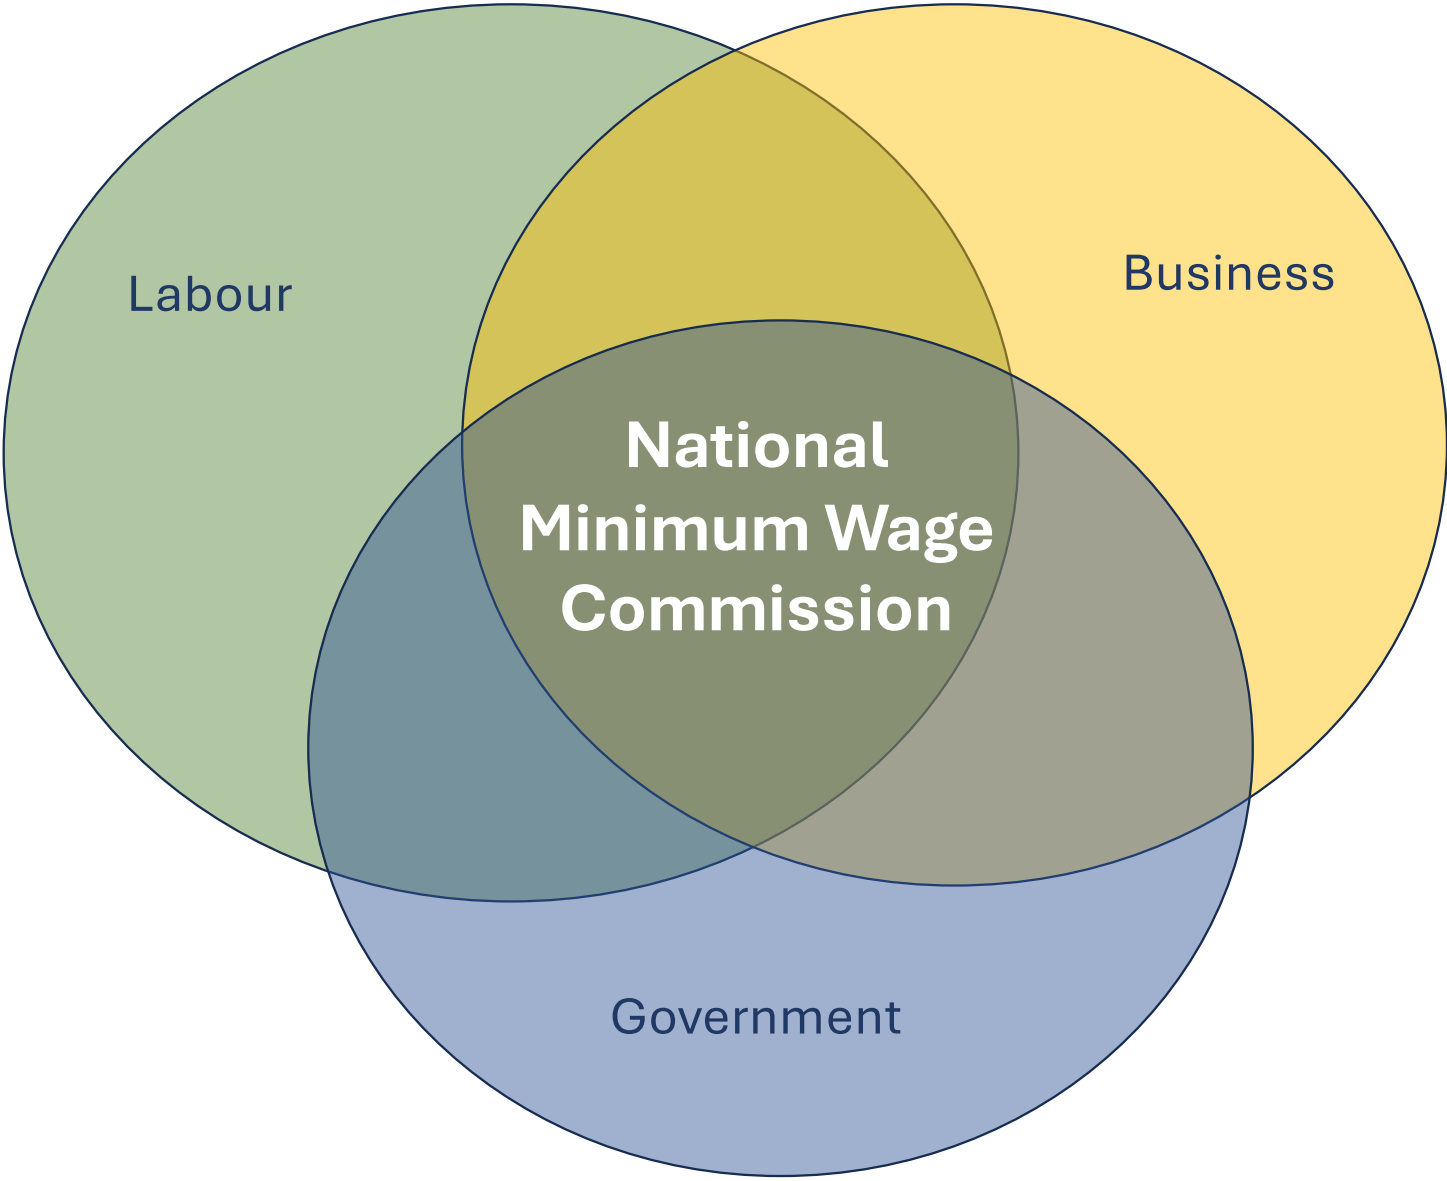 Labour
Business
National
Minimum Wage
Commission
Government